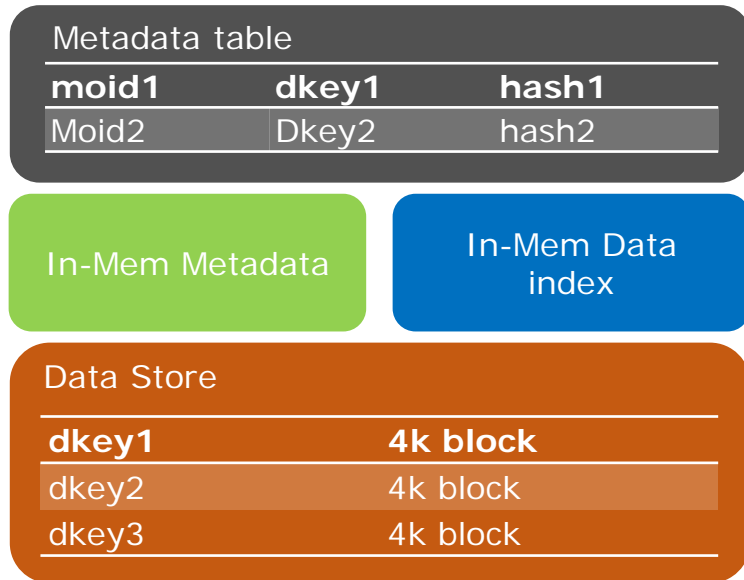 Metadata table
moid1 dkey1 hash1
Moid2 Dkey2 hash2
In-Mem Metadata
In-Mem Data
index
Data Store
dkey1 4k block
dkey2 4k block
dkey3 4k block